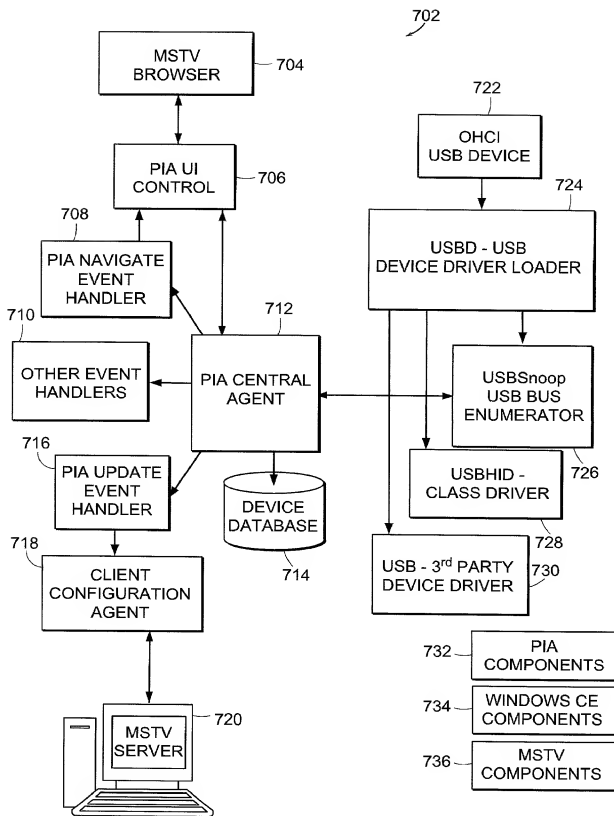 702
MSTV
BROWSER
704
PIA UI
CONTROL
706
708
PIA NAVIGATE
EVENT
HANDLER
710
OTHER EVENT
HANDLERS
712
PIA CENTRAL
AGENT
716
PIA UPDATE
EVENT
HANDLER
DEVICE
DATABASE
714
718
CLIENT
CONFIGURATION
AGENT
MSTV
SERVER
720
722
OHCI
USB DEVICE
724
USBD - USB
DEVICE DRIVER LOADER
USBSnoop
USB BUS
ENUMERATOR
726
USBHID -
CLASS DRIVER
728
USB - 3rd PARTY
DEVICE DRIVER
730
732
PIA
COMPONENTS
734
WINDOWS CE
COMPONENTS
736
MSTV
COMPONENTS